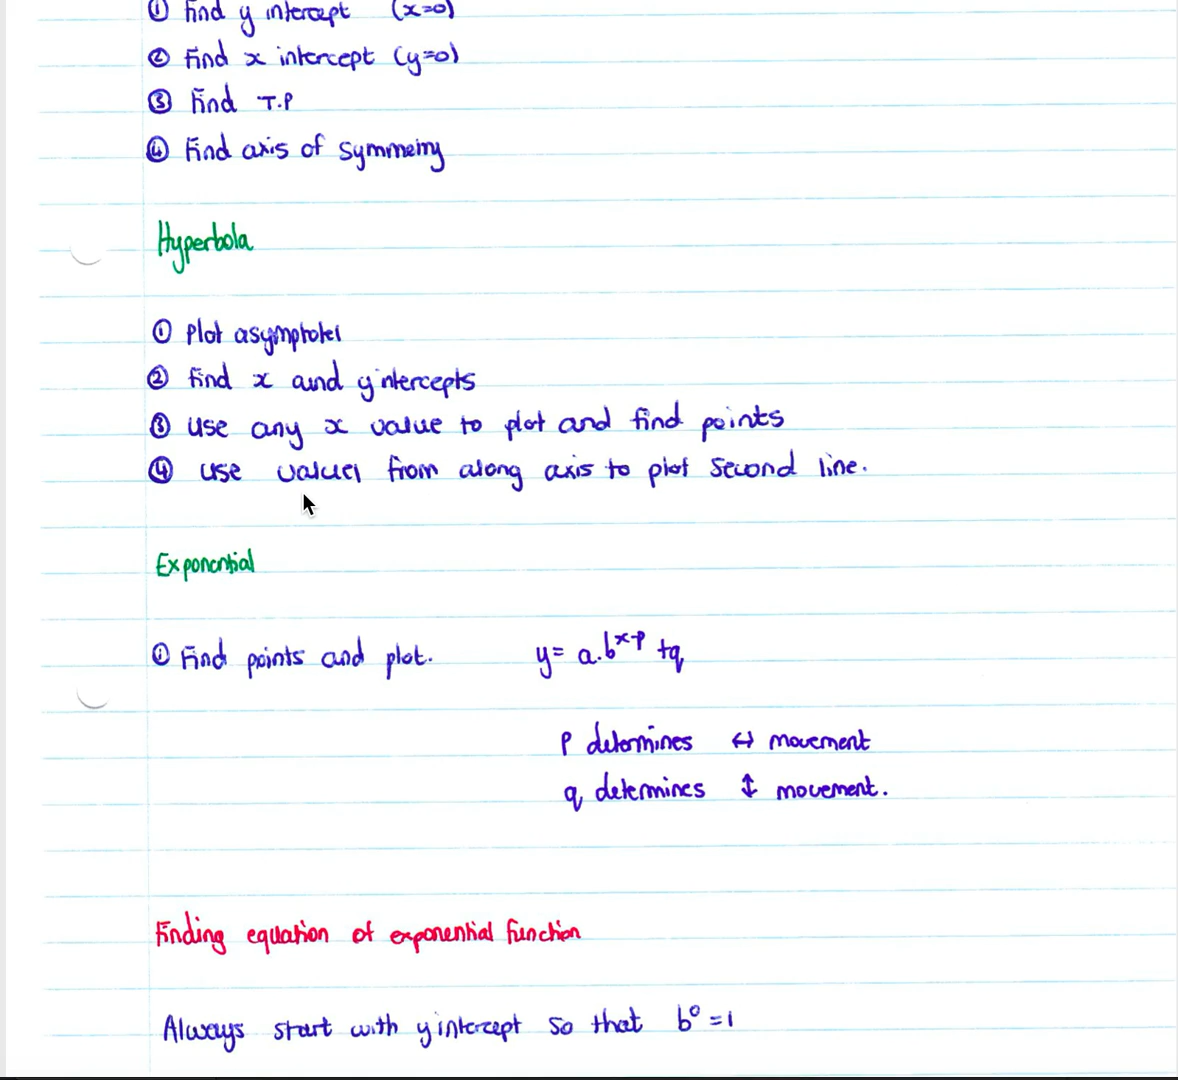 ① Find y intercept (x=0)
② Find x intercept (y=0)
③ Find T.P
④ Find axis of symmetry
Hyperbola
① Plot asymptotes
② find x and y intercepts
③ use any x value to plot and find points
④ use values from along axis to plot second line.
Exponential
① Find points and plot. y= a.b^x+p +q
p determines ↔ movement
q determines ↕ movement.
Finding equation of exponential function
Always start with y intercept so that b⁰ =1